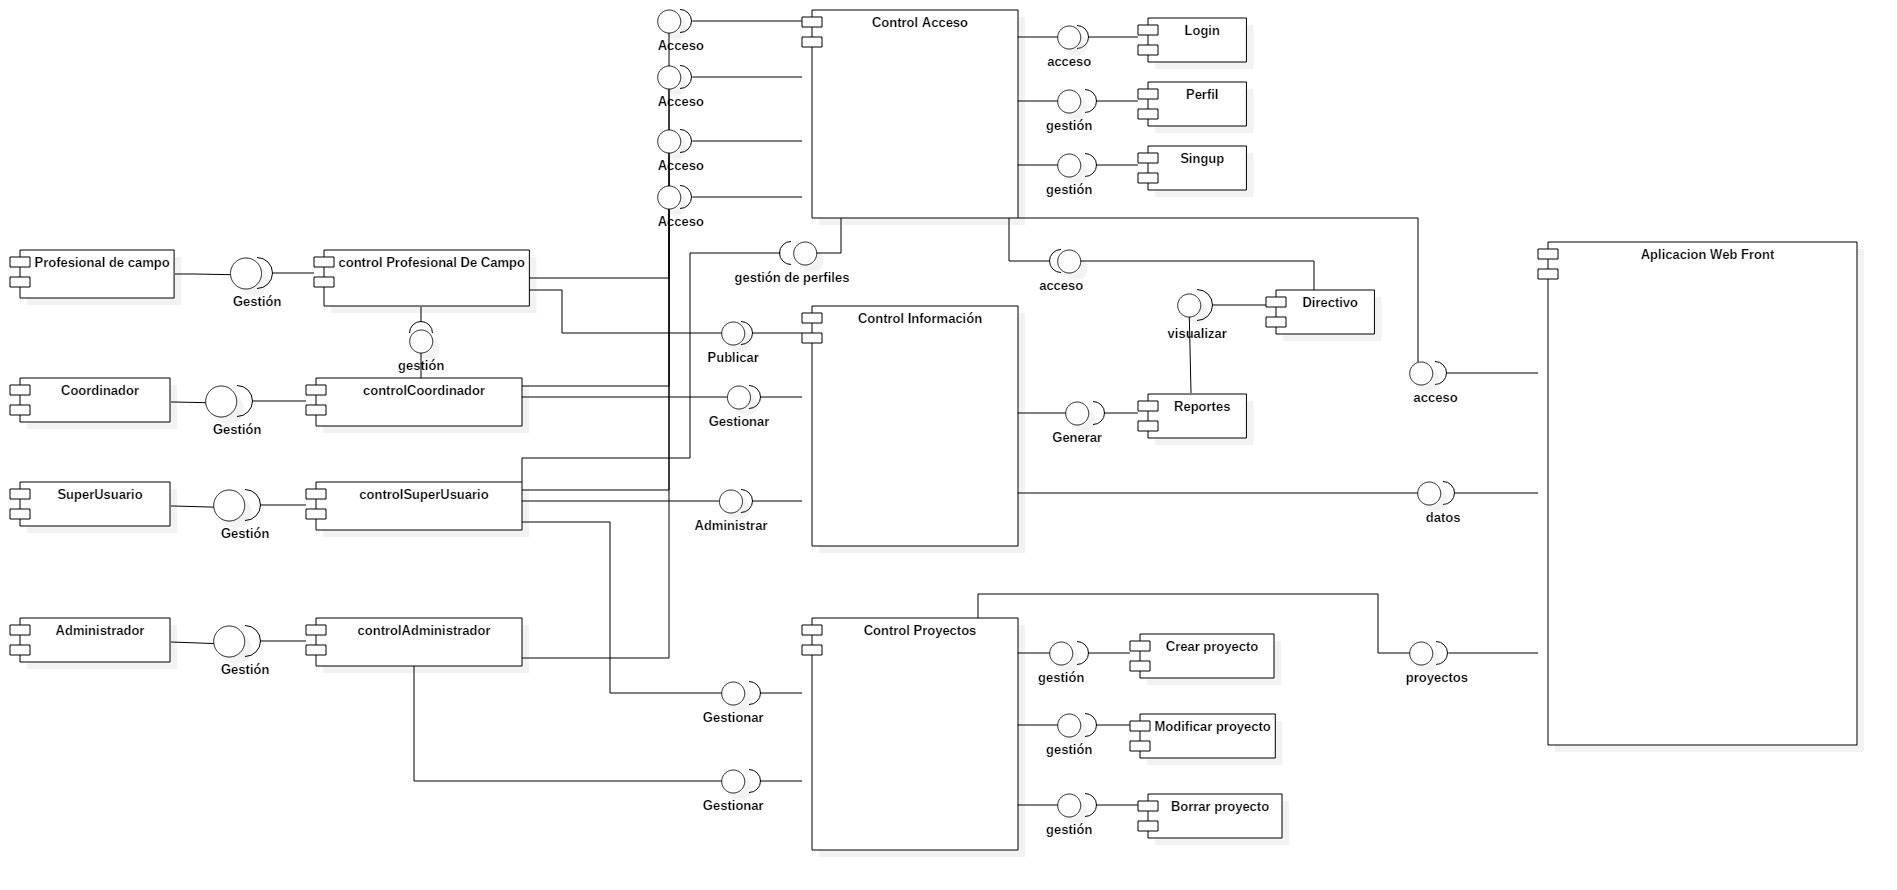 Control Acceso
Acceso
Acceso
Acceso
Acceso
Login
acceso
Perfil
gestión
Singup
gestión
Profesional de campo
Gestión
control Profesional De Campo
gestión de perfiles
acceso
Aplicacion Web Front
Directivo
visualizar
Control Información
Publicar
gestión
Coordinador
Gestión
controlCoordinador
Gestionar
Reportes
Generar
acceso
SuperUsuario
Gestión
controlSuperUsuario
Administrar
datos
Administrador
Gestión
controlAdministrador
Control Proyectos
Crear proyecto
gestión
proyectos
Gestionar
Modificar proyecto
gestión
Gestionar
Borrar proyecto
gestión